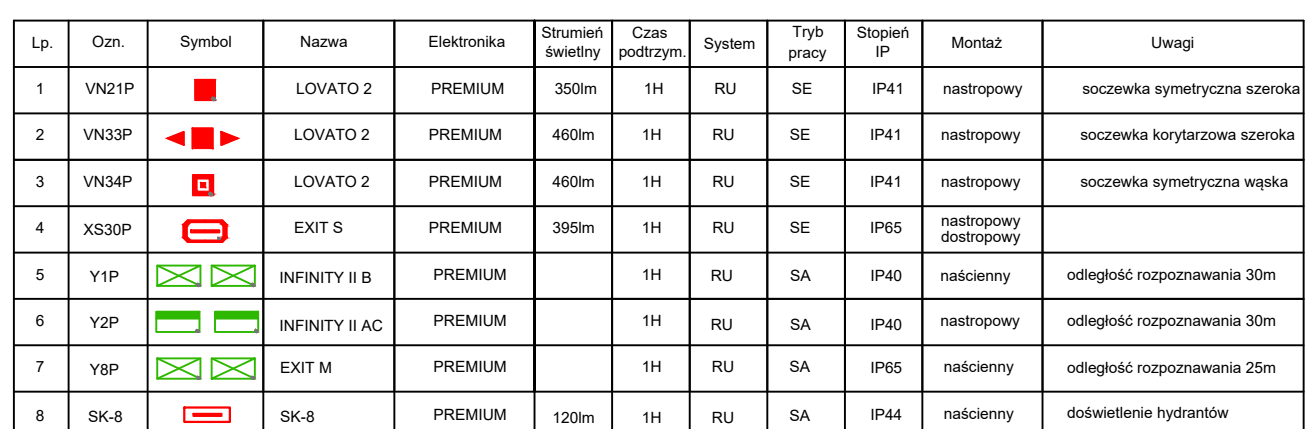 Lp. Ozn. Symbol Nazwa Elektronika Strumień świetlny Czas podtrzym. System Tryb pracy Stopień IP Montaż Uwagi
1 VN21P LOVATO 2 PREMIUM 350lm 1H RU SE IP41 nastropowy soczewka symetryczna szeroka
2 VN33P LOVATO 2 PREMIUM 460lm 1H RU SE IP41 nastropowy soczewka korytarzowa szeroka
3 VN34P LOVATO 2 PREMIUM 460lm 1H RU SE IP41 nastropowy soczewka symetryczna wąska
4 XS30P EXIT S PREMIUM 395lm 1H RU SE IP65 nastropowy dostropowy
5 Y1P INFINITY II B PREMIUM 1H RU SA IP40 naścienny odległość rozpoznawania 30m
6 Y2P INFINITY II AC PREMIUM 1H RU SA IP40 nastropowy odległość rozpoznawania 30m
7 Y8P EXIT M PREMIUM 1H RU SA IP65 naścienny odległość rozpoznawania 25m
8 SK-8 SK-8 PREMIUM 120lm 1H RU SA IP44 naścienny doświetlenie hydrantów